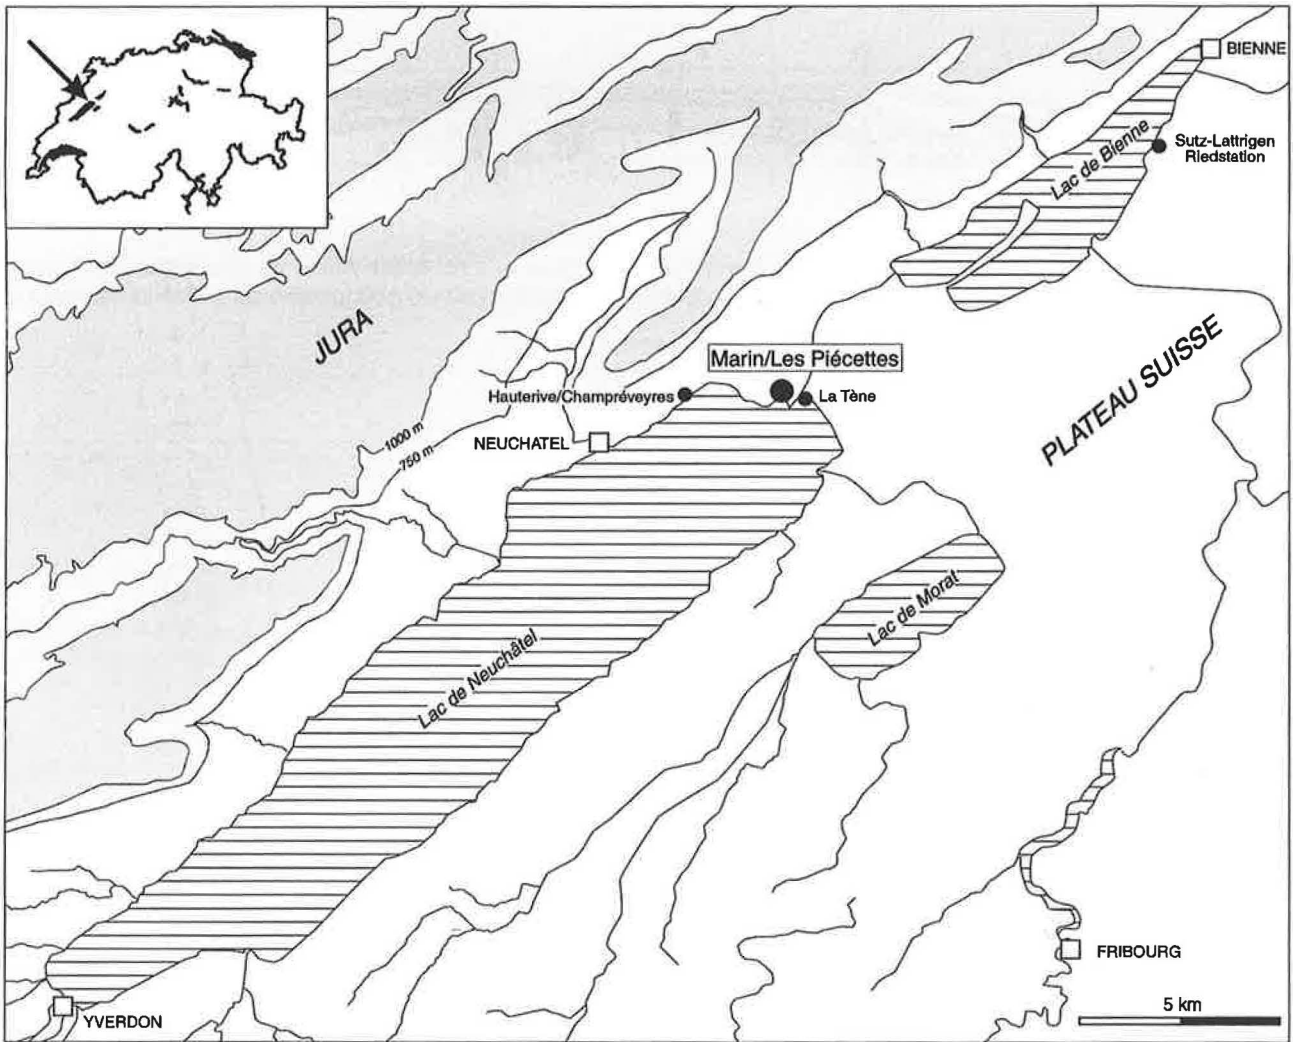 BIENNE
Sutz-Lattrigen
Riedstation
Lac de Bienne
JURA
PLATEAU SUISSE
Marin/Les Piécettes
Hauterive/Champréveyres
La Tène
NEUCHATEL
1000 m
750 m
Lac de Morat
Lac de Neuchâtel
FRIBOURG
YVERDON
5 km